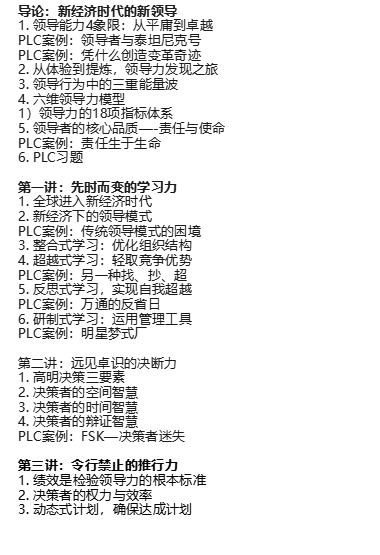 导论：新经济时代的新领导
1. 领导能力4象限：从平庸到卓越
PLC案例：领导者与泰坦尼克号
PLC案例：凭什么创造变革奇迹
2. 从体验到提炼，领导力发现之旅
3. 领导行为中的三重能量波
4. 六维领导力模型
1）领导力的18项指标体系
5. 领导者的核心品质—-责任与使命
PLC案例：责任生于生命
6. PLC习题
第一讲：先时而变的学习力
1. 全球进入新经济时代
2. 新经济下的领导模式
PLC案例：传统领导模式的困境
3. 整合式学习：优化组织结构
4. 超越式学习：轻取竞争优势
PLC案例：另一种找、抄、超
5. 反思式学习，实现自我超越
PLC案例：万通的反省日
6. 研制式学习：运用管理工具
PLC案例：明星梦式厂
第二讲：远见卓识的决断力
1. 高明决策三要素
2. 决策者的空间智慧
3. 决策者的时间智慧
4. 决策者的辩证智慧
PLC案例：FSK—决策者迷失
第三讲：令行禁止的推行力
1. 绩效是检验领导力的根本标准
2. 决策者的权力与效率
3. 动态式计划，确保达成计划